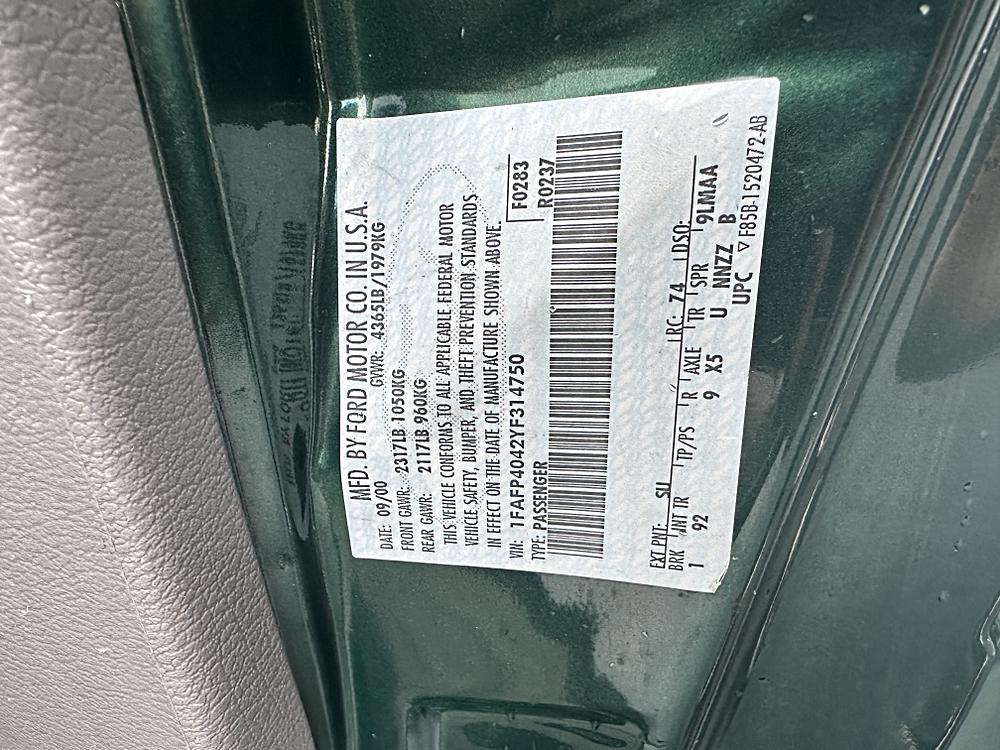 MFD. BY FORD MOTOR CO. IN U.S.A.
DATE: 09/00 GVWR: 4365LB/1979KG
FRONT GAWR: 2317LB 1050KG
REAR GAWR: 2117LB 960KG
THIS VEHICLE CONFORMS TO ALL APPLICABLE FEDERAL MOTOR
VEHICLE SAFETY, BUMPER, AND THEFT PREVENTION STANDARDS
IN EFFECT ON THE DATE OF MANUFACTURE SHOWN ABOVE.
VIN: 1FAFP4042YF314750 F0283
TYPE: PASSENGER R0237
EXT PNT: SU RC: 74 DSO:
BRK INT TR TP/PS R AXLE TR SPR 9LMAA
1 92 9 X5 U NNZZ B
UPC ▽ F85B-1520472-AB